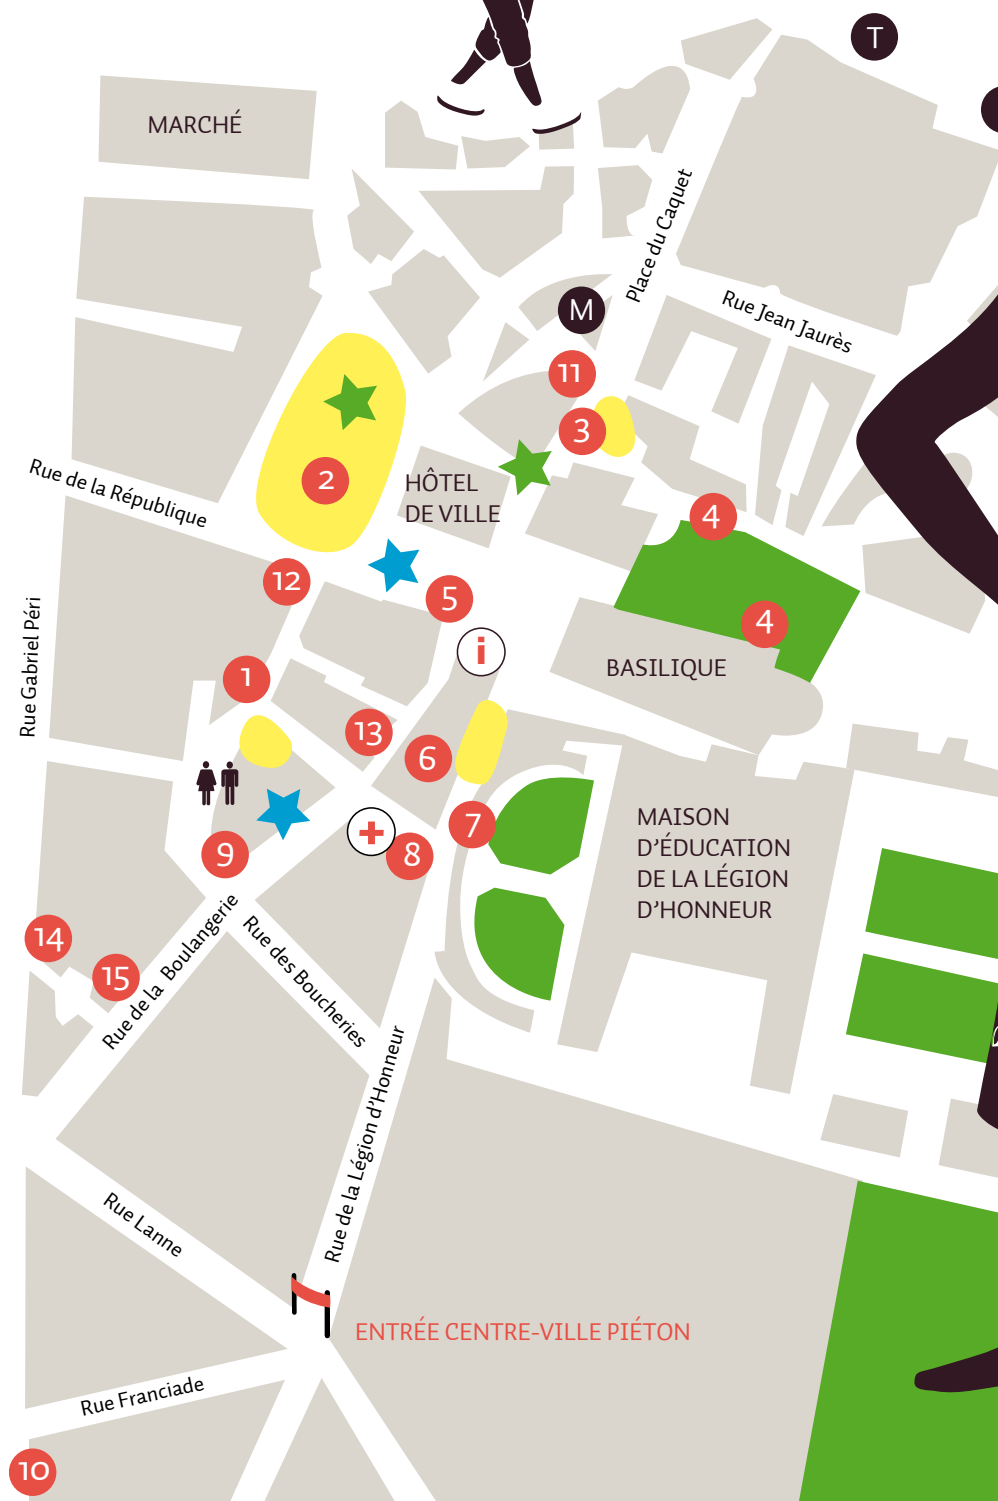 T
MARCHÉ
Place du Caquet
M
Rue Jean Jaurès
11
3
2
HÔTEL
DE VILLE
Rue de la République
4
12
5
4
i
BASILIQUE
Rue Gabriel Péri
1
13
6
7
8
9
MAISON
D'ÉDUCATION
DE LA LÉGION
D'HONNEUR
14
15
Rue de la Boulangerie
Rue des Boucheries
Rue de la Légion d'Honneur
Rue Lanne
ENTRÉE CENTRE-VILLE PIÉTON
Rue Franciade
10